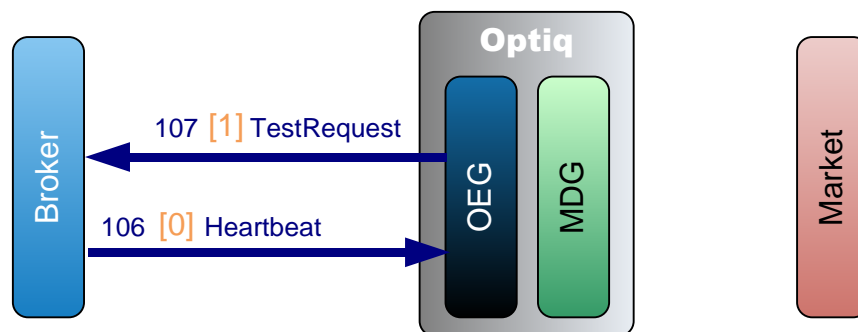 Optiq
107 [1] TestRequest
106 [0] Heartbeat
Broker
OEG
MDG
Market